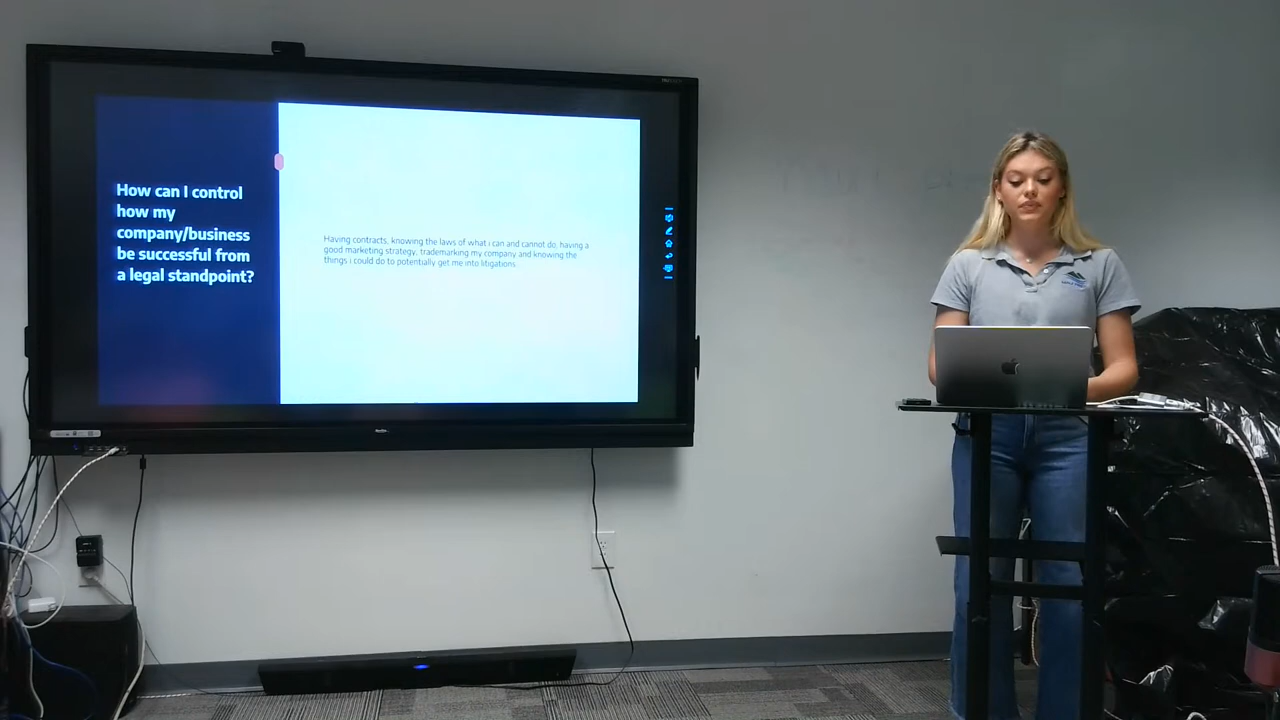 How can I control
how my
company/business
be successful from
a legal standpoint?
Having contracts, knowing the laws of what i can and cannot do, having a
good marketing strategy, trademarking my company and knowing the
things i could do to potentially get me into litigations.